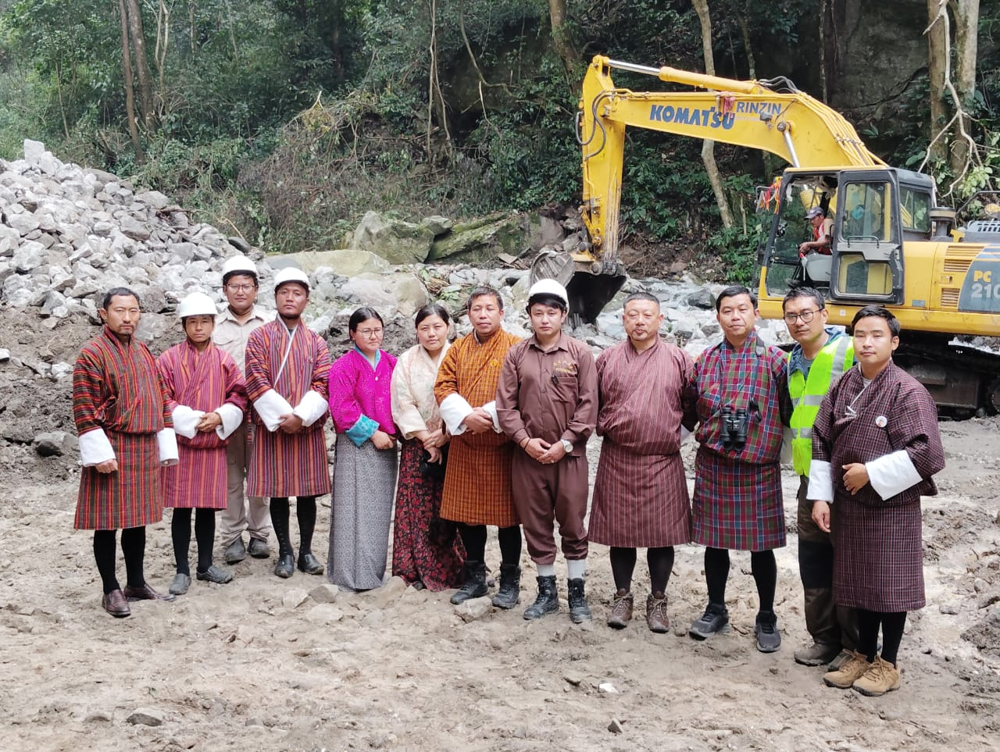 KOMATSU
RINZIN
PC
210